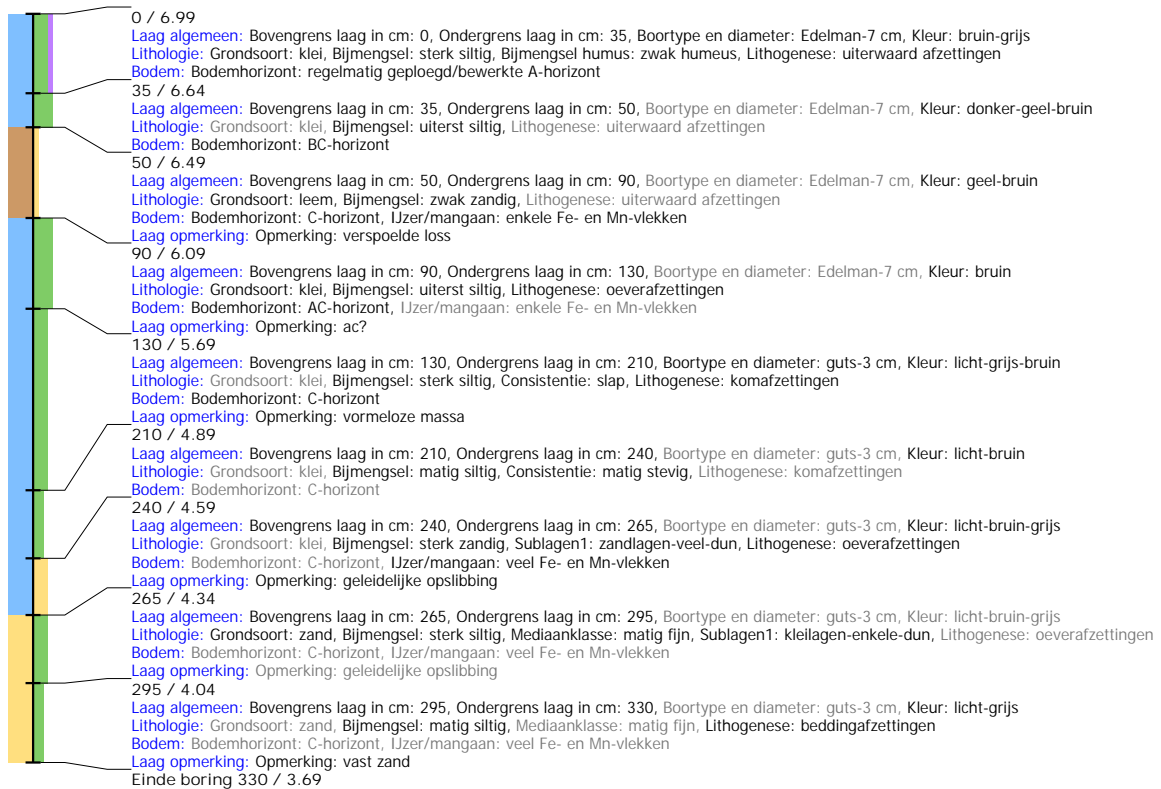 0 / 6.99
Laag algemeen: Bovengrens laag in cm: 0, Ondergrens laag in cm: 35, Boortype en diameter: Edelman-7 cm, Kleur: bruin-grijs
Lithologie: Grondsoort: klei, Bijmengsel: sterk siltig, Bijmengsel humus: zwak humeus, Lithogenese: uiterwaard afzettingen
Bodem: Bodemhorizont: regelmatig geploegd/bewerkte A-horizont
35 / 6.64
Laag algemeen: Bovengrens laag in cm: 35, Ondergrens laag in cm: 50, Boortype en diameter: Edelman-7 cm, Kleur: donker-geel-bruin
Lithologie: Grondsoort: klei, Bijmengsel: uiterst siltig, Lithogenese: uiterwaard afzettingen
Bodem: Bodemhorizont: BC-horizont
50 / 6.49
Laag algemeen: Bovengrens laag in cm: 50, Ondergrens laag in cm: 90, Boortype en diameter: Edelman-7 cm, Kleur: geel-bruin
Lithologie: Grondsoort: leem, Bijmengsel: zwak zandig, Lithogenese: uiterwaard afzettingen
Bodem: Bodemhorizont: C-horizont, IJzer/mangaan: enkele Fe- en Mn-vlekken
Laag opmerking: Opmerking: verspoelde loss
90 / 6.09
Laag algemeen: Bovengrens laag in cm: 90, Ondergrens laag in cm: 130, Boortype en diameter: Edelman-7 cm, Kleur: bruin
Lithologie: Grondsoort: klei, Bijmengsel: uiterst siltig, Lithogenese: oeverafzettingen
Bodem: Bodemhorizont: AC-horizont, IJzer/mangaan: enkele Fe- en Mn-vlekken
Laag opmerking: Opmerking: ac?
130 / 5.69
Laag algemeen: Bovengrens laag in cm: 130, Ondergrens laag in cm: 210, Boortype en diameter: guts-3 cm, Kleur: licht-grijs-bruin
Lithologie: Grondsoort: klei, Bijmengsel: sterk siltig, Consistentie: slap, Lithogenese: komafzettingen
Bodem: Bodemhorizont: C-horizont
Laag opmerking: Opmerking: vormeloze massa
210 / 4.89
Laag algemeen: Bovengrens laag in cm: 210, Ondergrens laag in cm: 240, Boortype en diameter: guts-3 cm, Kleur: licht-bruin
Lithologie: Grondsoort: klei, Bijmengsel: matig siltig, Consistentie: matig stevig, Lithogenese: komafzettingen
Bodem: Bodemhorizont: C-horizont
240 / 4.59
Laag algemeen: Bovengrens laag in cm: 240, Ondergrens laag in cm: 265, Boortype en diameter: guts-3 cm, Kleur: licht-bruin-grijs
Lithologie: Grondsoort: klei, Bijmengsel: sterk zandig, Sublagen1: zandlagen-veel-dun, Lithogenese: oeverafzettingen
Bodem: Bodemhorizont: C-horizont, IJzer/mangaan: veel Fe- en Mn-vlekken
Laag opmerking: Opmerking: geleidelijke opslibbing
265 / 4.34
Laag algemeen: Bovengrens laag in cm: 265, Ondergrens laag in cm: 295, Boortype en diameter: guts-3 cm, Kleur: licht-bruin-grijs
Lithologie: Grondsoort: zand, Bijmengsel: sterk siltig, Mediaanklasse: matig fijn, Sublagen1: kleilagen-enkele-dun, Lithogenese: oeverafzettingen
Bodem: Bodemhorizont: C-horizont, IJzer/mangaan: veel Fe- en Mn-vlekken
Laag opmerking: Opmerking: geleidelijke opslibbing
295 / 4.04
Laag algemeen: Bovengrens laag in cm: 295, Ondergrens laag in cm: 330, Boortype en diameter: guts-3 cm, Kleur: licht-grijs
Lithologie: Grondsoort: zand, Bijmengsel: matig siltig, Mediaanklasse: matig fijn, Lithogenese: beddingafzettingen
Bodem: Bodemhorizont: C-horizont, IJzer/mangaan: veel Fe- en Mn-vlekken
Laag opmerking: Opmerking: vast zand
Einde boring 330 / 3.69